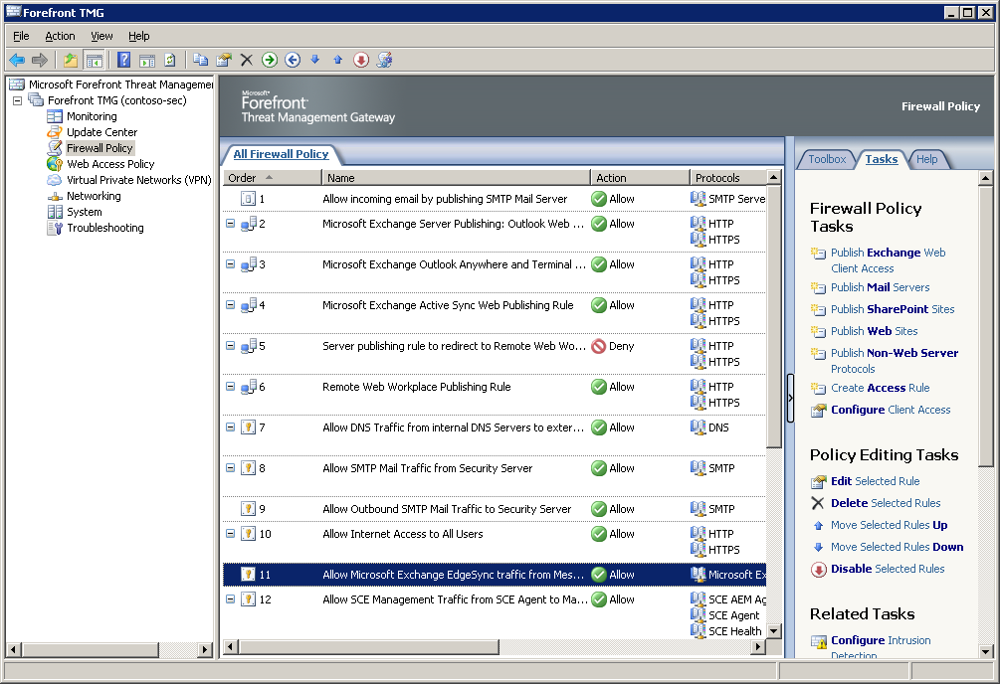 Forefront TMG
File Action View Help
Microsoft Forefront Threat Managemen
Forefront TMG (contoso-sec)
Monitoring
Update Center
Firewall Policy
Web Access Policy
Virtual Private Networks (VPN)
Networking
System
Troubleshooting
Microsoft®
Forefront™
Threat Management Gateway
Firewall Policy
All Firewall Policy
Order Name Action Protocols
1 Allow incoming email by publishing SMTP Mail Server Allow SMTP Serve
2 Microsoft Exchange Server Publishing: Outlook Web ... Allow HTTP
HTTPS
3 Microsoft Exchange Outlook Anywhere and Terminal ... Allow HTTP
HTTPS
4 Microsoft Exchange Active Sync Web Publishing Rule Allow HTTP
HTTPS
5 Server publishing rule to redirect to Remote Web Wo... Deny HTTP
HTTPS
6 Remote Web Workplace Publishing Rule Allow HTTP
HTTPS
7 Allow DNS Traffic from internal DNS Servers to exter... Allow DNS
8 Allow SMTP Mail Traffic from Security Server Allow SMTP
9 Allow Outbound SMTP Mail Traffic to Security Server Allow SMTP
10 Allow Internet Access to All Users Allow HTTP
HTTPS
11 Allow Microsoft Exchange EdgeSync traffic from Mes... Allow Microsoft Ex
12 Allow SCE Management Traffic from SCE Agent to Ma... Allow SCE AEM Ag
SCE Agent
SCE Health
Toolbox Tasks Help
Firewall Policy
Tasks
Publish Exchange Web
Client Access
Publish Mail Servers
Publish SharePoint Sites
Publish Web Sites
Publish Non-Web Server
Protocols
Create Access Rule
Configure Client Access
Policy Editing Tasks
Edit Selected Rule
Delete Selected Rules
Move Selected Rules Up
Move Selected Rules Down
Disable Selected Rules
Related Tasks
Configure Intrusion
Detection